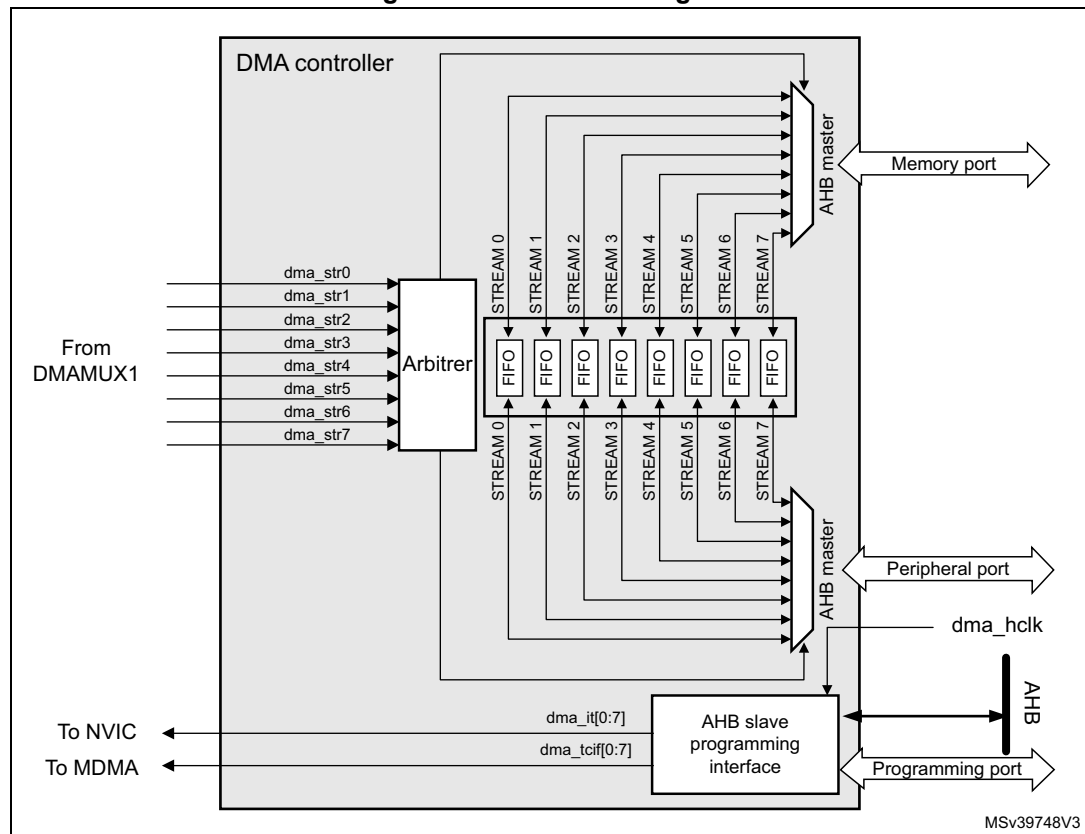 DMA controller
AHB master
Memory port
STREAM 0
STREAM 1
STREAM 2
STREAM 3
STREAM 4
STREAM 5
STREAM 6
STREAM 7
dma_str0
dma_str1
dma_str2
dma_str3
dma_str4
dma_str5
dma_str6
dma_str7
From
DMAMUX1
Arbitrer
FIFO
FIFO
FIFO
FIFO
FIFO
FIFO
FIFO
FIFO
STREAM 0
STREAM 1
STREAM 2
STREAM 3
STREAM 4
STREAM 5
STREAM 6
STREAM 7
AHB master
Peripheral port
dma_hclk
AHB
To NVIC
dma_it[0:7]
To MDMA
dma_tcif[0:7]
AHB slave
programming
interface
Programming port
MSv39748V3